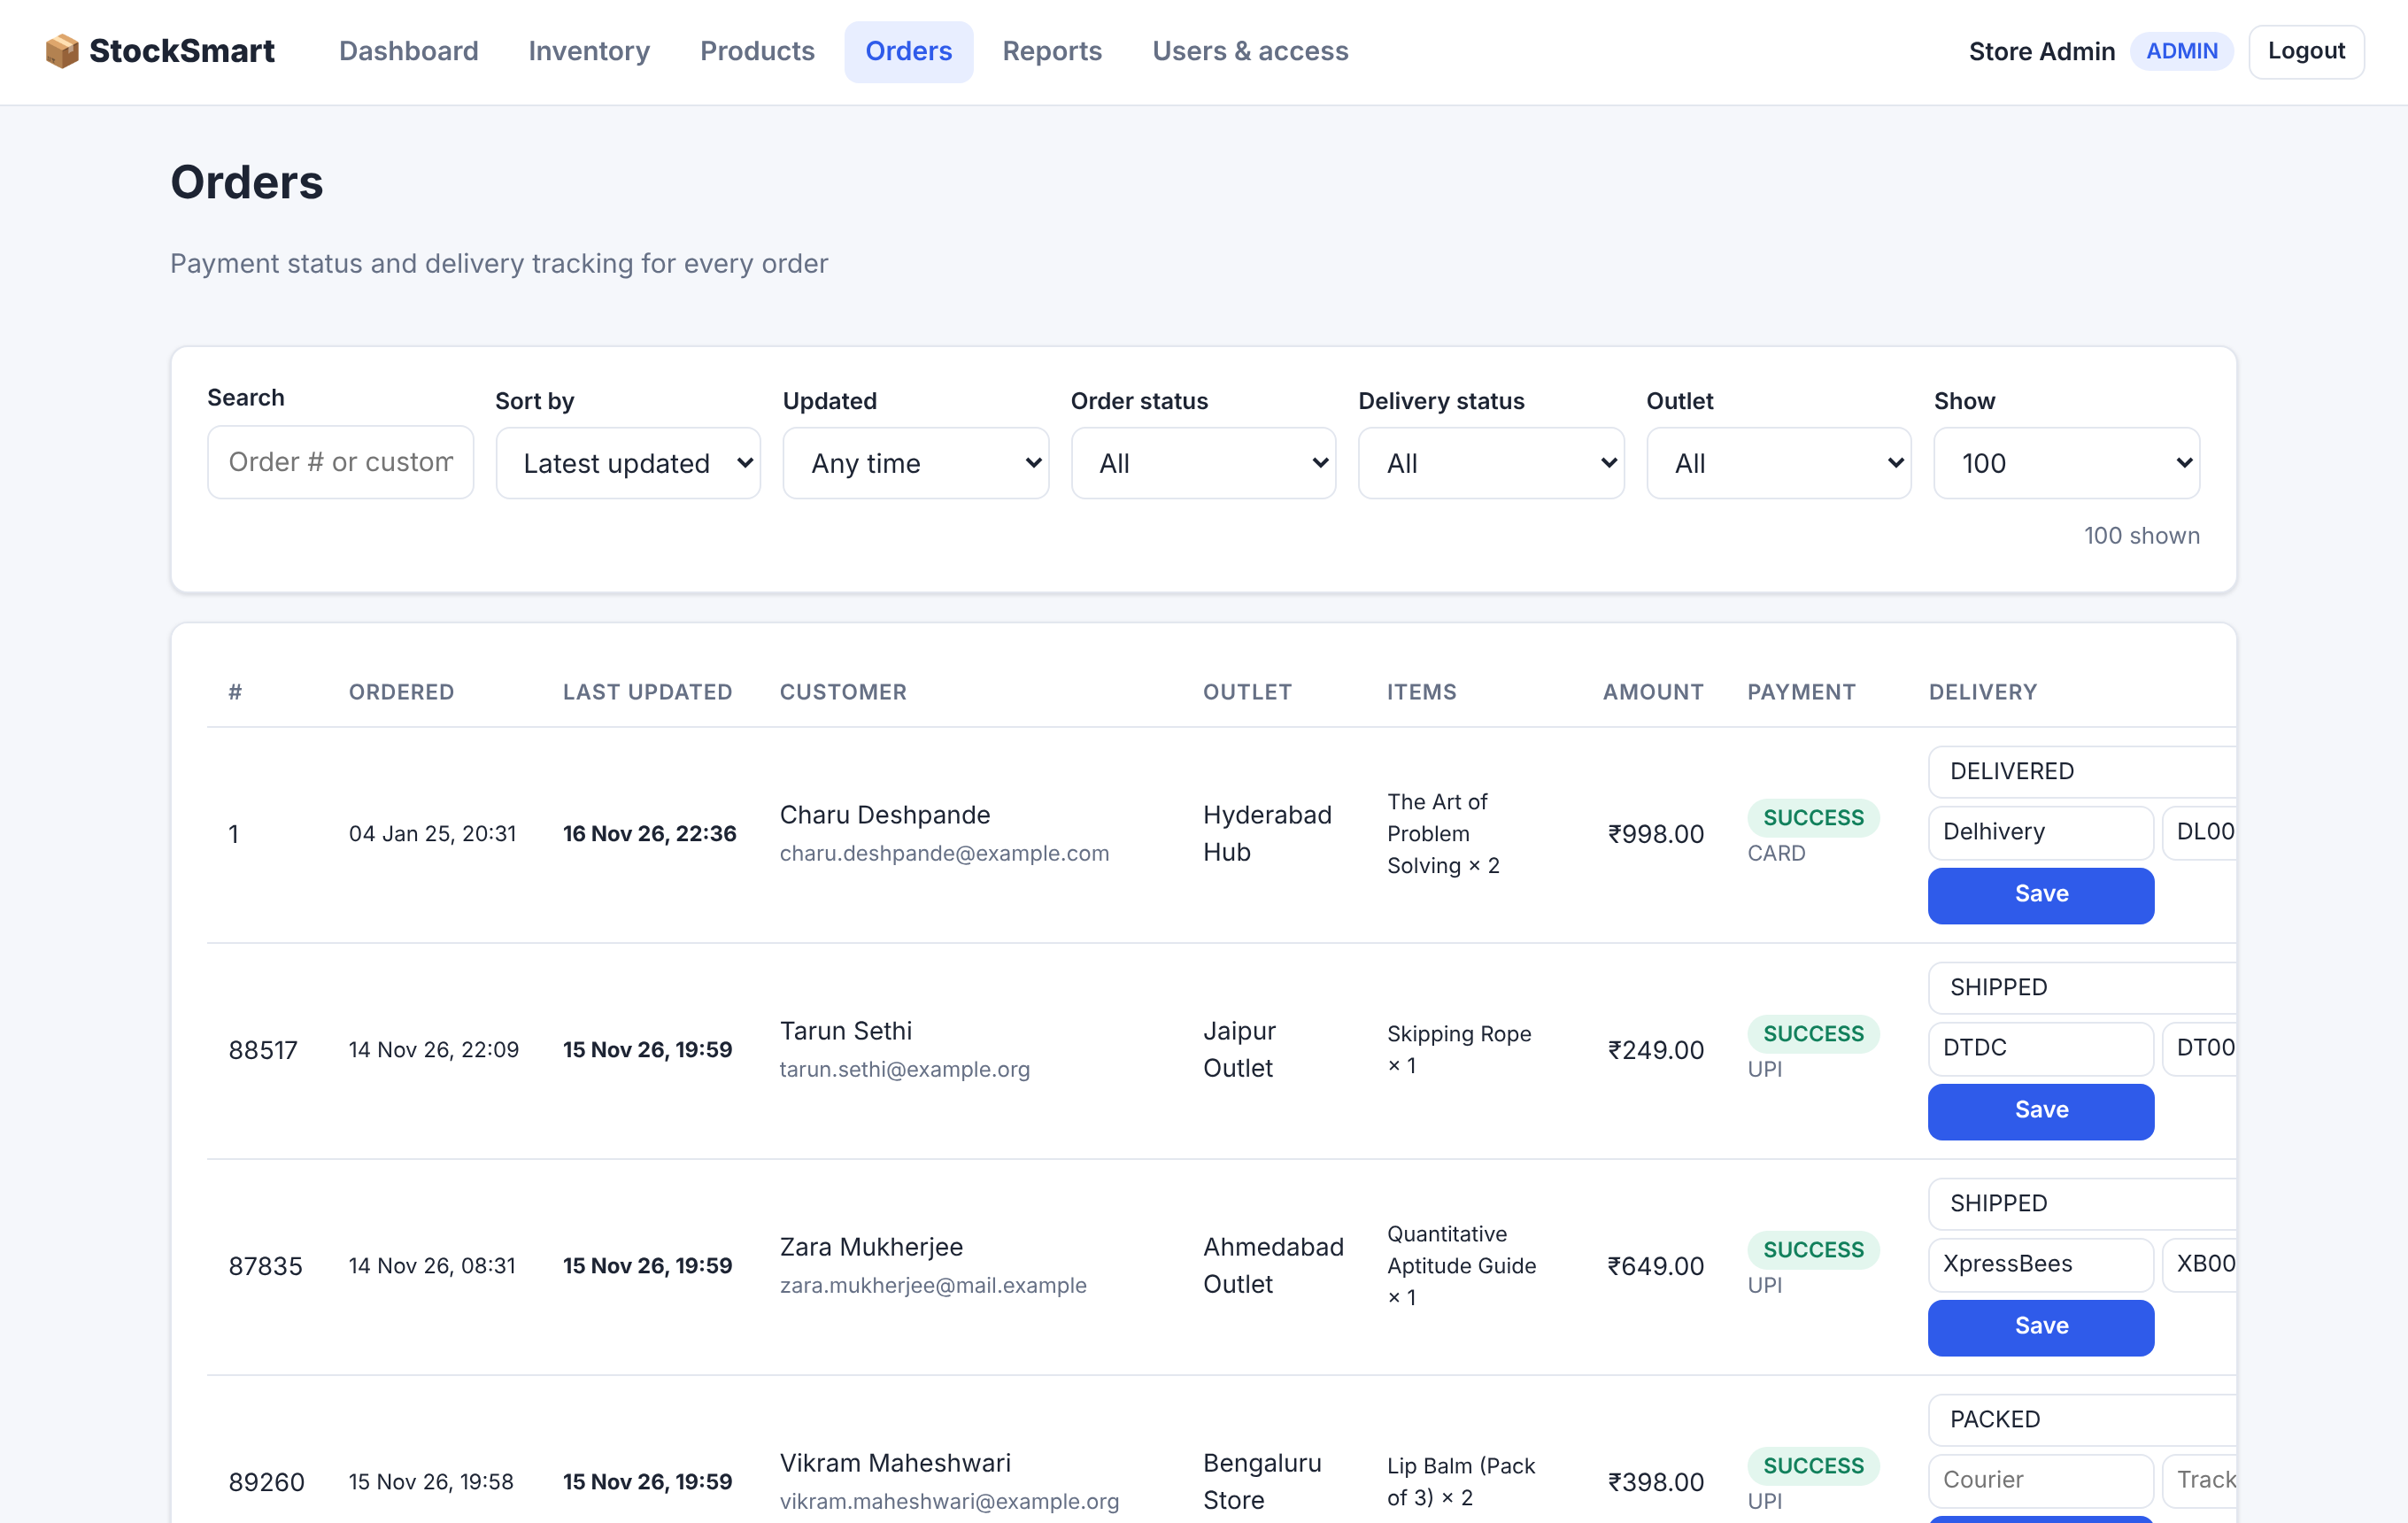 StockSmart Dashboard Inventory Products Orders Reports Users & access Store Admin ADMIN Logout
Orders
Payment status and delivery tracking for every order
Search Sort by Updated Order status Delivery status Outlet Show
Order # or custom Latest updated Any time All All All 100
100 shown
# ORDERED LAST UPDATED CUSTOMER OUTLET ITEMS AMOUNT PAYMENT DELIVERY
1
04 Jan 25, 20:31
16 Nov 26, 22:36
Charu Deshpande
charu.deshpande@example.com
Hyderabad
Hub
The Art of
Problem
Solving × 2
₹998.00
SUCCESS
CARD
DELIVERED
Delhivery DL00
Save
88517
14 Nov 26, 22:09
15 Nov 26, 19:59
Tarun Sethi
tarun.sethi@example.org
Jaipur
Outlet
Skipping Rope
× 1
₹249.00
SUCCESS
UPI
SHIPPED
DTDC DT00
Save
87835
14 Nov 26, 08:31
15 Nov 26, 19:59
Zara Mukherjee
zara.mukherjee@mail.example
Ahmedabad
Outlet
Quantitative
Aptitude Guide
× 1
₹649.00
SUCCESS
UPI
SHIPPED
XpressBees XB00
Save
89260
15 Nov 26, 19:58
15 Nov 26, 19:59
Vikram Maheshwari
vikram.maheshwari@example.org
Bengaluru
Store
Lip Balm (Pack
of 3) × 2
₹398.00
SUCCESS
UPI
PACKED
Courier Track